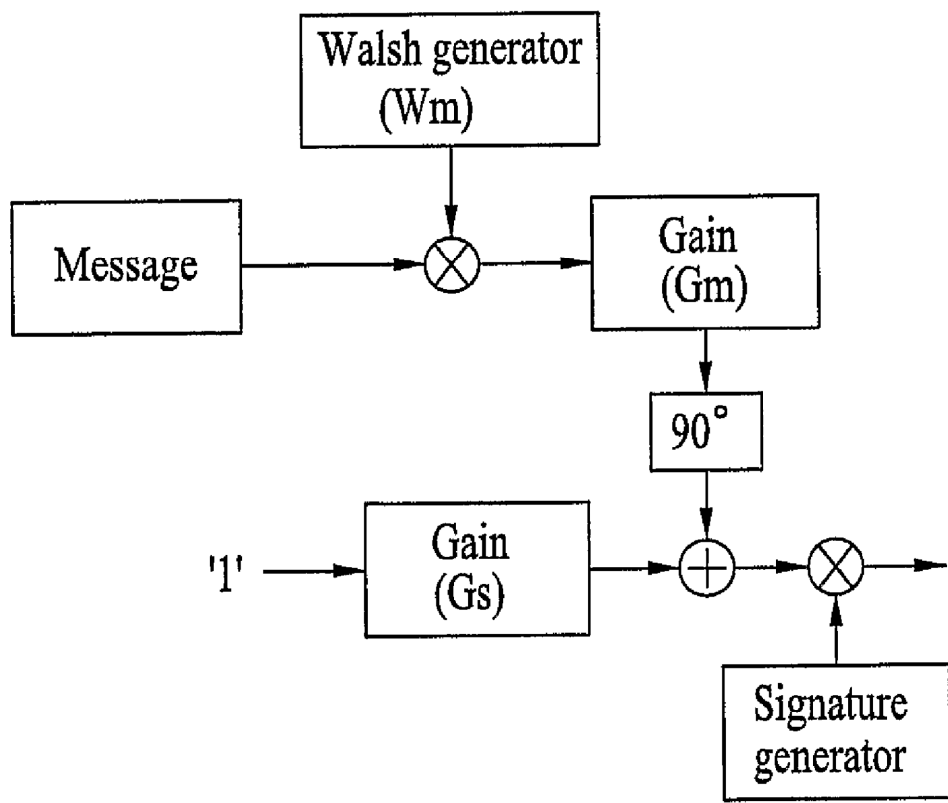 Walsh generator
(Wm)
Message
Gain
(Gm)
90°
'1'
Gain
(Gs)
Signature
generator